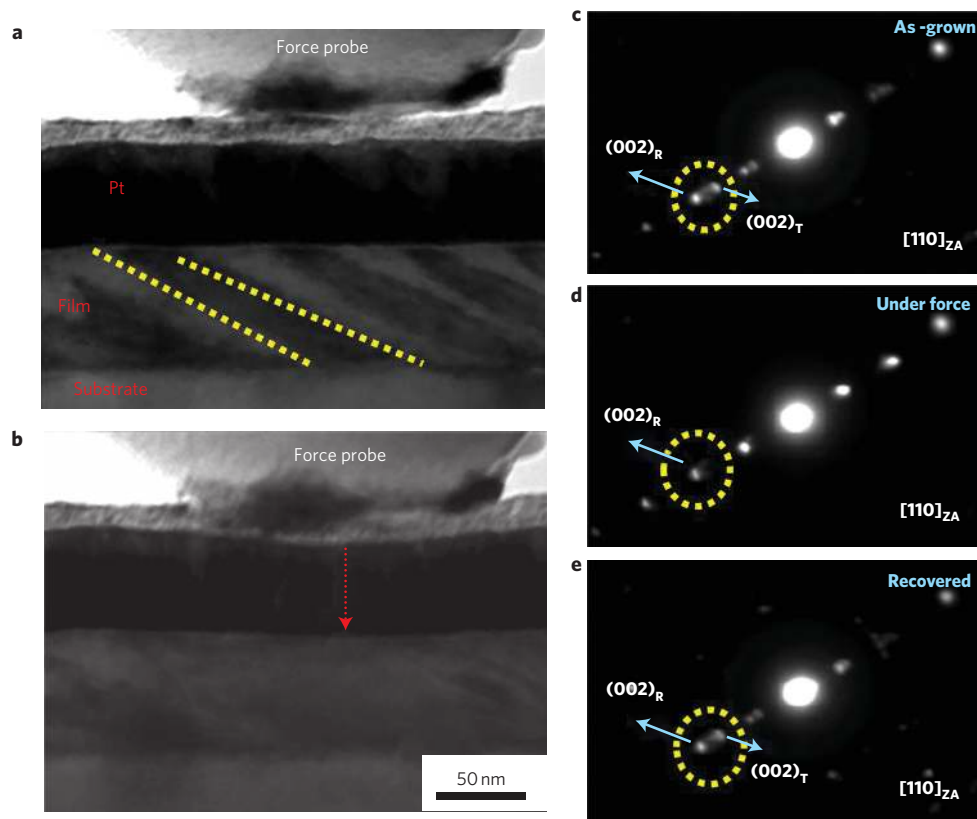 a
Force probe
Pt
Film
Substrate
b
Force probe
50 nm
c
As -grown
(002)R
(002)T
[110]ZA
d
Under force
(002)R
[110]ZA
e
Recovered
(002)R
(002)T
[110]ZA